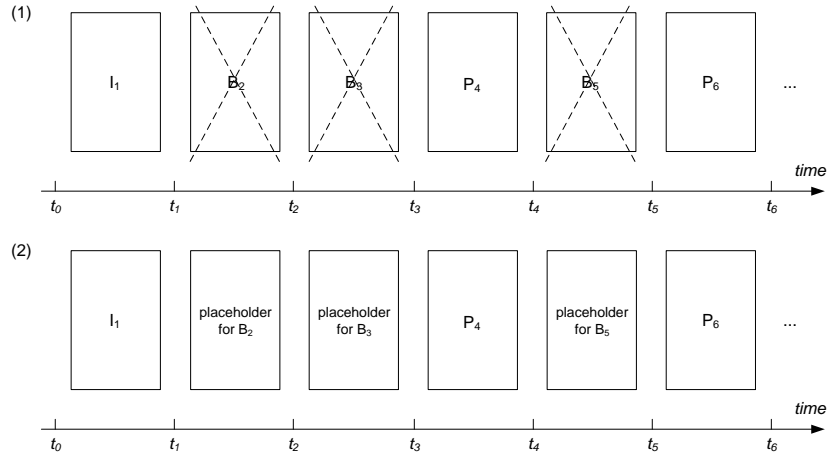 (1)
I₁ B₂ B₃ P₄ B₅ P₆ ...
time
t₀ t₁ t₂ t₃ t₄ t₅ t₆
(2)
I₁ placeholder for B₂ placeholder for B₃ P₄ placeholder for B₅ P₆ ...
time
t₀ t₁ t₂ t₃ t₄ t₅ t₆